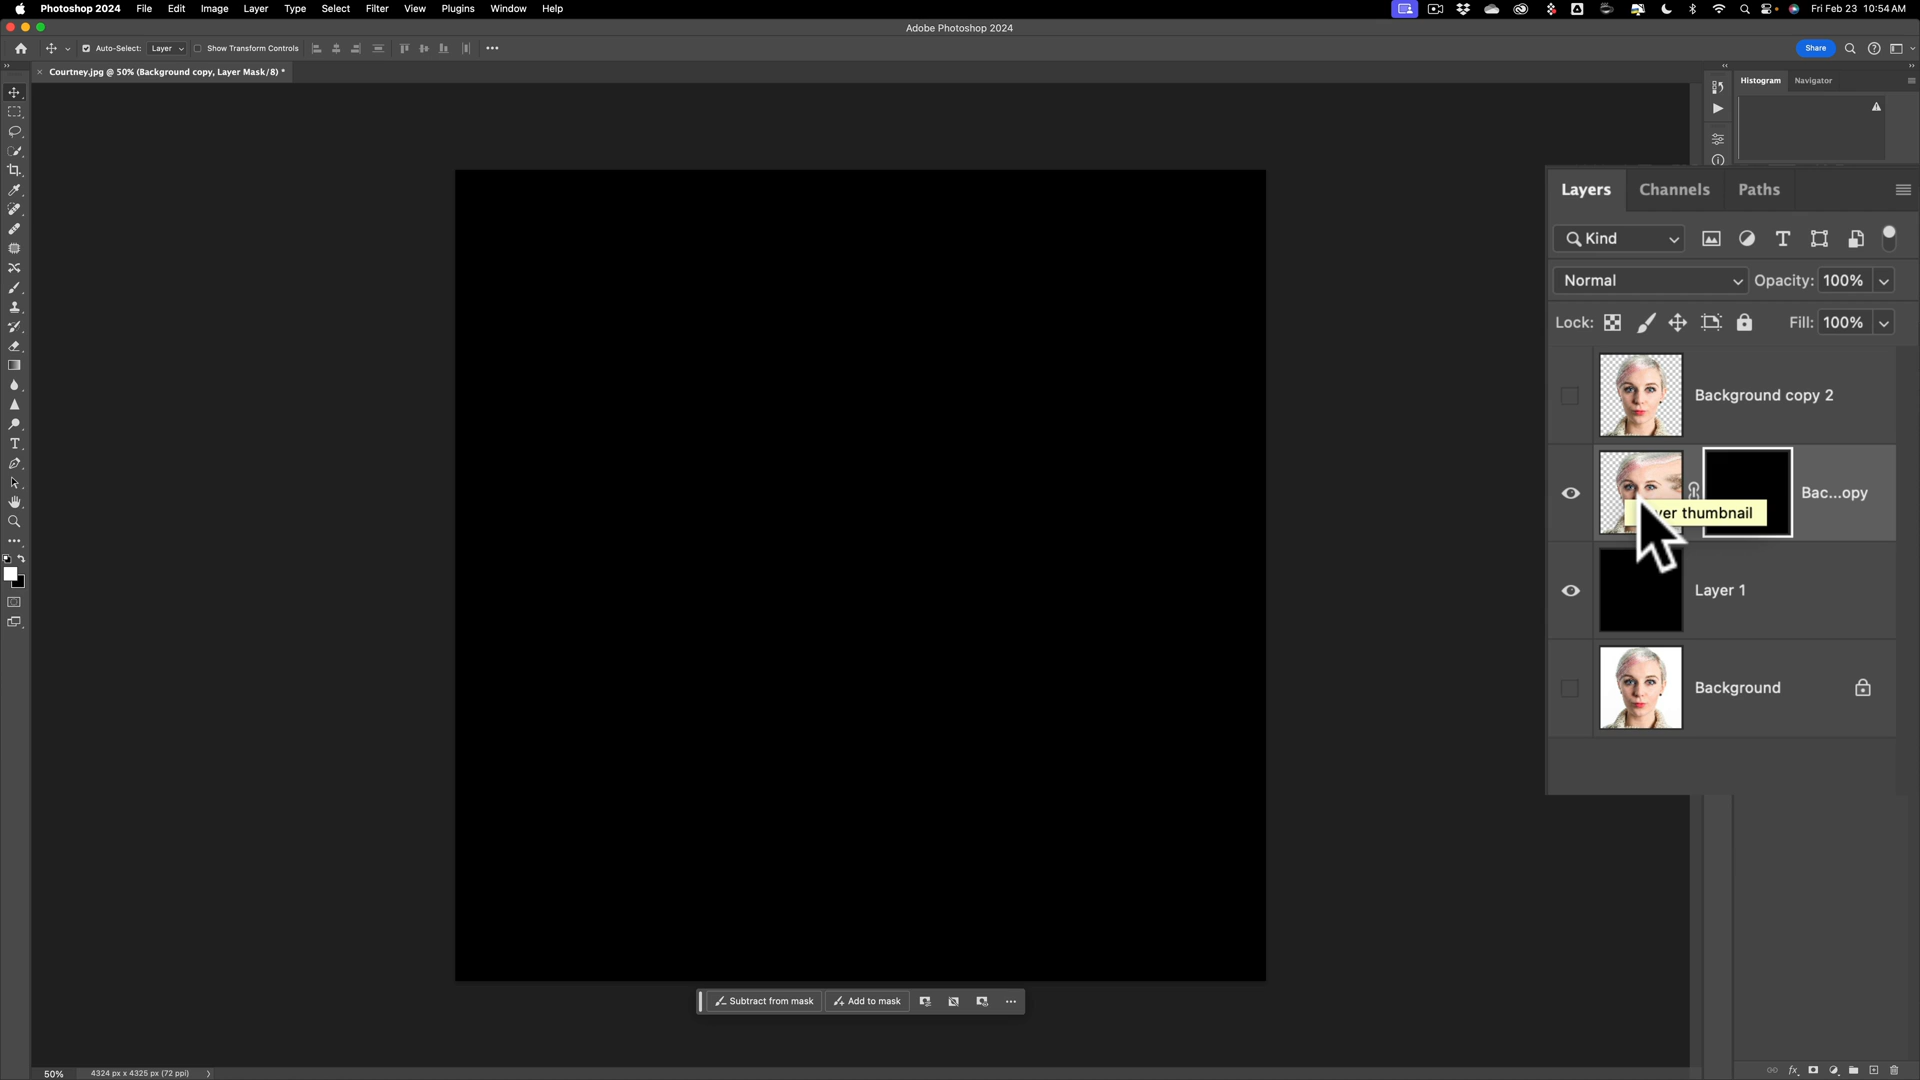 Photoshop 2024 File Edit Image Layer Type Select Filter View Plugins Window Help Fri Feb 23 10:54 AM
Adobe Photoshop 2024
Auto-Select: Layer Show Transform Controls Share
Courtney.jpg @ 50% (Background copy, Layer Mask/8) *
Histogram Navigator
Layers Channels Paths
Kind
Normal Opacity: 100%
Lock: Fill: 100%
Background copy 2
Bac...opy
thumbnail
Layer 1
Background
Subtract from mask Add to mask
50% 4324 px x 4325 px (72 ppi)